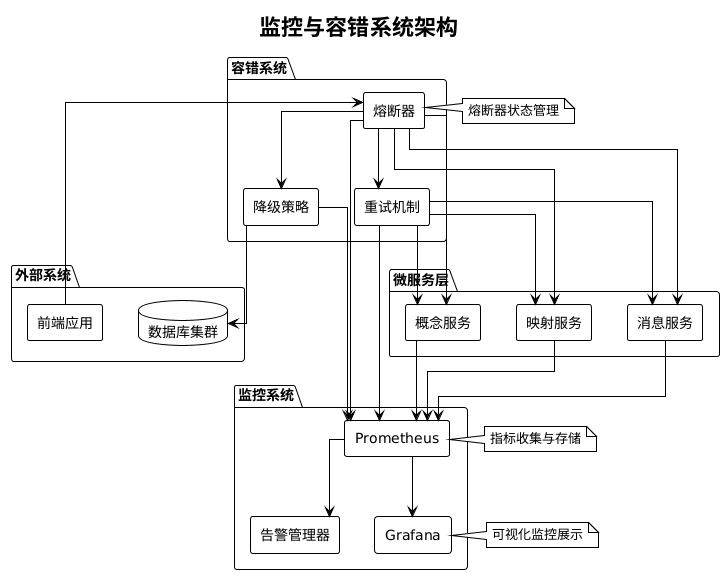 监控与容错系统架构
容错系统
熔断器
熔断器状态管理
降级策略
重试机制
外部系统
前端应用
数据库集群
微服务层
概念服务
映射服务
消息服务
监控系统
Prometheus
指标收集与存储
告警管理器
Grafana
可视化监控展示